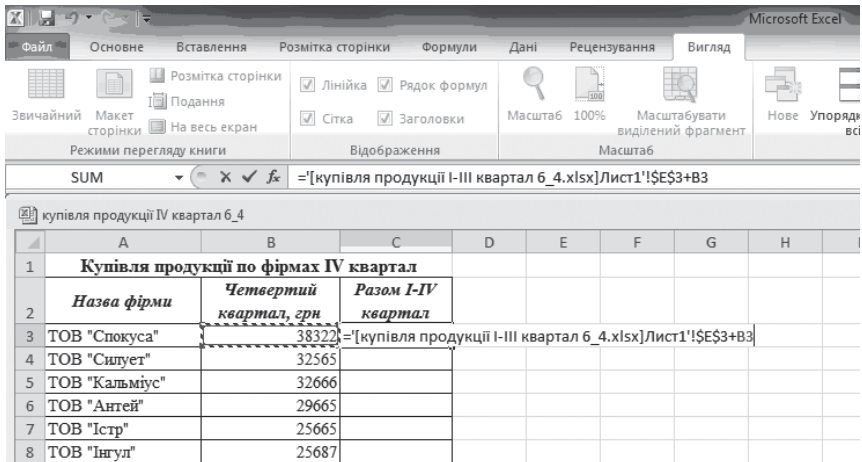 Microsoft Excel
Файл Основне Вставлення Розмітка сторінки Формули Дані Рецензування Вигляд
Звичайний Макет сторінки Розмітка сторінки Подання На весь екран
Режими перегляду книги
Лінійка Рядок формул
Сітка Заголовки
Відображення
Масштаб 100% Масштабувати виділений фрагмент
Масштаб
Нове
SUM fx ='[купівля продукції І-ІІІ квартал 6_4.xlsx]Лист1'!$E$3+B3
купівля продукції IV квартал 6_4
A B C D E F G H
1 Купівля продукції по фірмах IV квартал
2 Назва фірми Четвертий квартал, грн Разом I-IV квартал
3 ТОВ "Спокуса" 38322 ='[купівля продукції І-ІІІ квартал 6_4.xlsx]Лист1'!$E$3+B3
4 ТОВ "Силует" 32565
5 ТОВ "Кальміус" 32666
6 ТОВ "Антей" 29665
7 ТОВ "Істр" 25665
8 ТОВ "Інгул" 25687